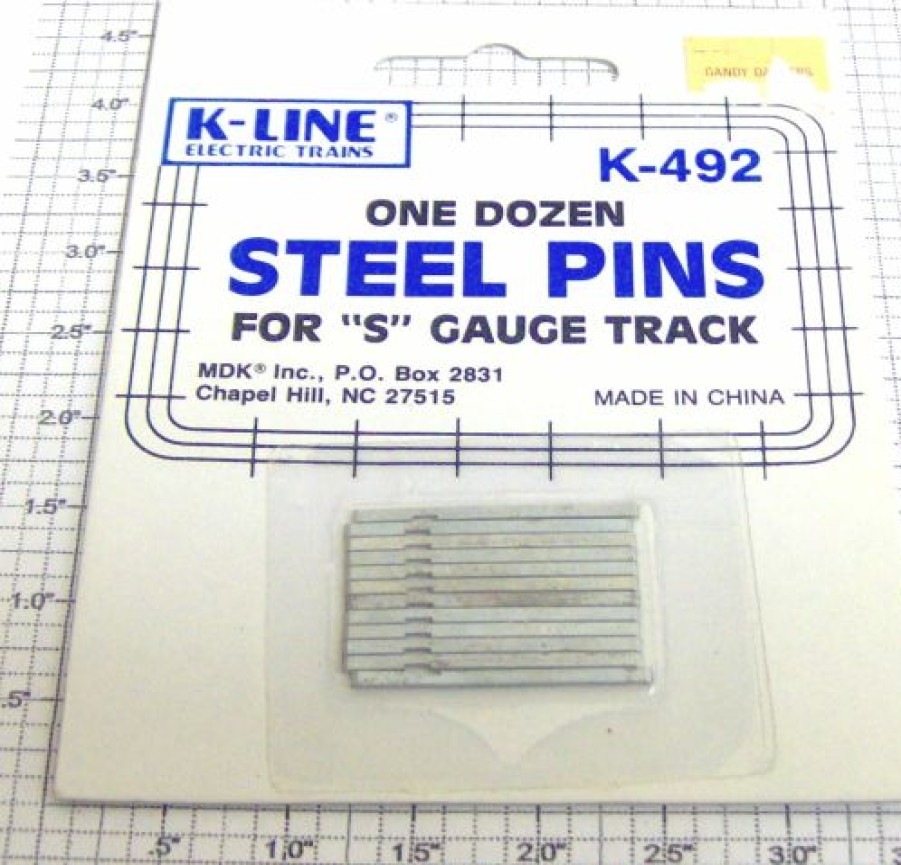 GANDY
K-LINE®
ELECTRIC TRAINS
K-492
ONE DOZEN
STEEL PINS
FOR "S" GAUGE TRACK
MDK® Inc., P.O. Box 2831
Chapel Hill, NC 27515
MADE IN CHINA
4.5"
4.0"
3.5"
3.0"
2.5"
2.0"
1.5"
1.0"
.5"
.5"
1.0"
1.5"
2.0"
2.5"
3.0"